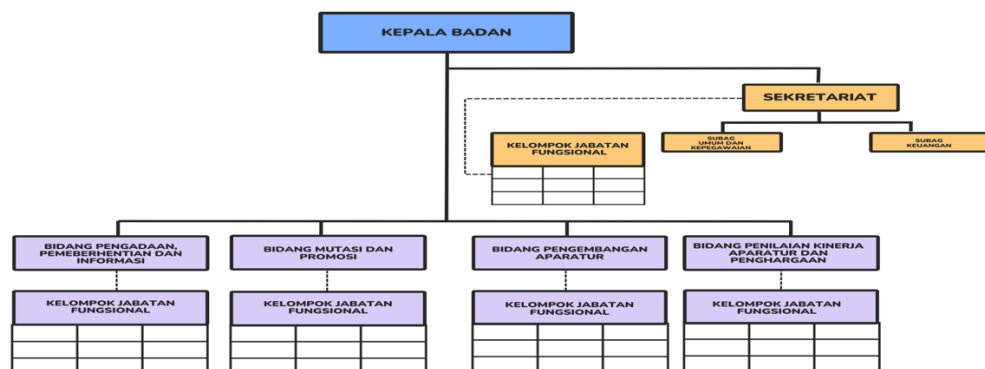 KEPALA BADAN
SEKRETARIAT
SUBAG
UMUM DAN
KEPEGAWAIAN
SUBAG
KEUANGAN
KELOMPOK JABATAN
FUNGSIONAL
BIDANG PENGADAAN,
PEMEBERHENTIAN DAN
INFORMASI
BIDANG MUTASI DAN
PROMOSI
BIDANG PENGEMBANGAN
APARATUR
BIDANG PENILAIAN KINERJA
APARATUR DAN
PENGHARGAAN
KELOMPOK JABATAN
FUNGSIONAL
KELOMPOK JABATAN
FUNGSIONAL
KELOMPOK JABATAN
FUNGSIONAL
KELOMPOK JABATAN
FUNGSIONAL